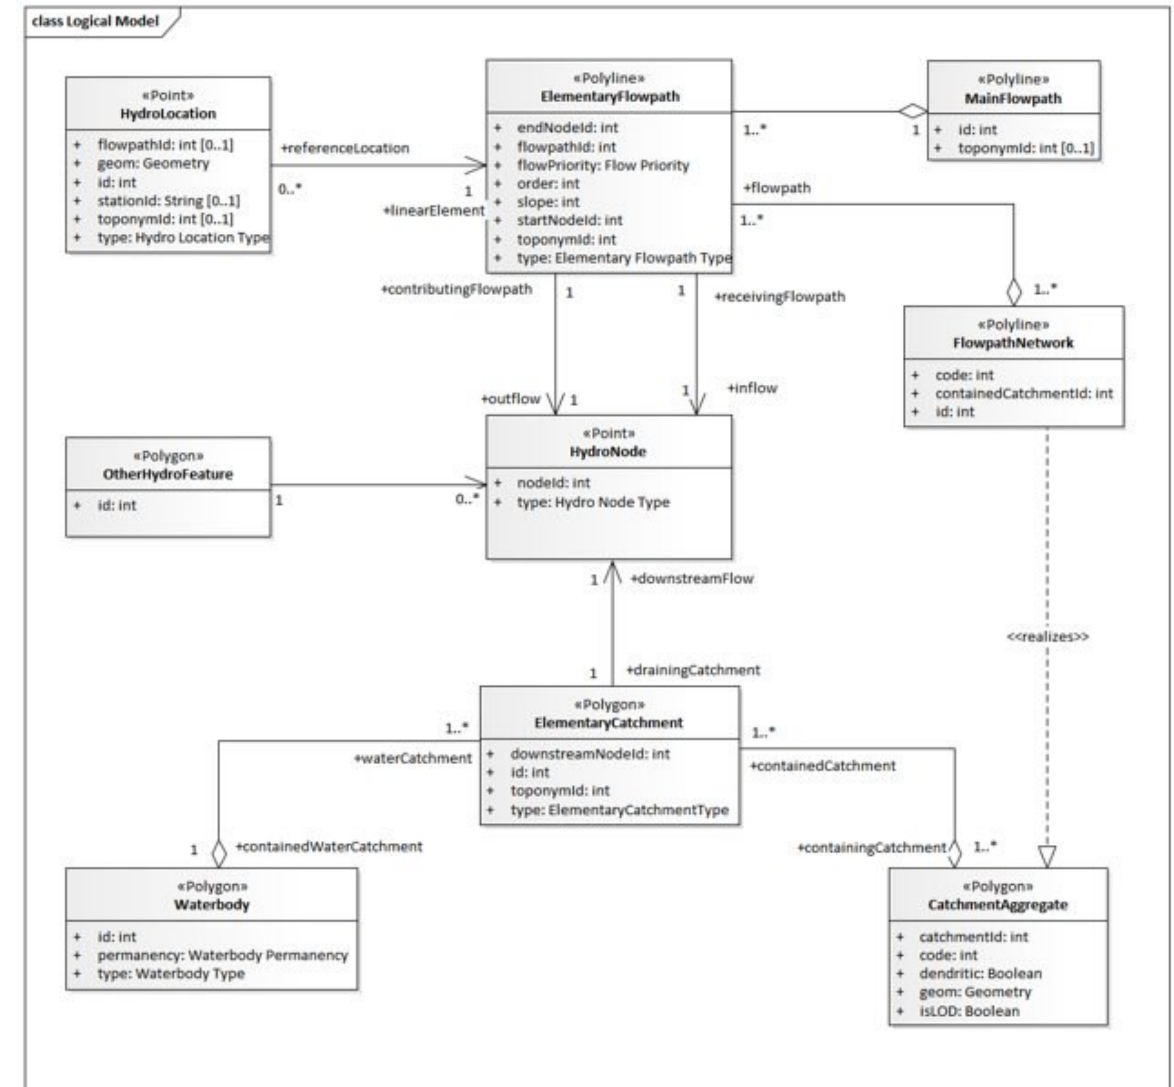 class Logical Model
«Point»
HydroLocation
+ flowpathId: int [0..1]
+ geom: Geometry
+ id: int
+ stationId: String [0..1]
+ toponymId: int [0..1]
+ type: Hydro Location Type
+referenceLocation
0..*
1
+linearElement
«Polyline»
ElementaryFlowpath
+ endNodeId: int
+ flowpathId: int
+ flowPriority: Flow Priority
+ order: int
+ slope: int
+ startNodeId: int
+ toponymId: int
+ type: Elementary Flowpath Type
1..*
1
«Polyline»
MainFlowpath
+ id: int
+ toponymId: int [0..1]
+flowpath
1..*
1..*
+contributingFlowpath
1
1
+receivingFlowpath
«Polyline»
FlowpathNetwork
+ code: int
+ containedCatchmentId: int
+ id: int
+outflow
1
1
+inflow
«Polygon»
OtherHydroFeature
+ id: int
1
0..*
«Point»
HydroNode
+ nodeId: int
+ type: Hydro Node Type
1
+downstreamFlow
<<realizes>>
1
+drainingCatchment
«Polygon»
ElementaryCatchment
+ downstreamNodeId: int
+ id: int
+ toponymId: int
+ type: ElementaryCatchmentType
1..*
+waterCatchment
1..*
+containedCatchment
1
+containedWaterCatchment
+containingCatchment
1..*
«Polygon»
Waterbody
+ id: int
+ permanency: Waterbody Permanency
+ type: Waterbody Type
«Polygon»
CatchmentAggregate
+ catchmentId: int
+ code: int
+ dendritic: Boolean
+ geom: Geometry
+ isLOD: Boolean